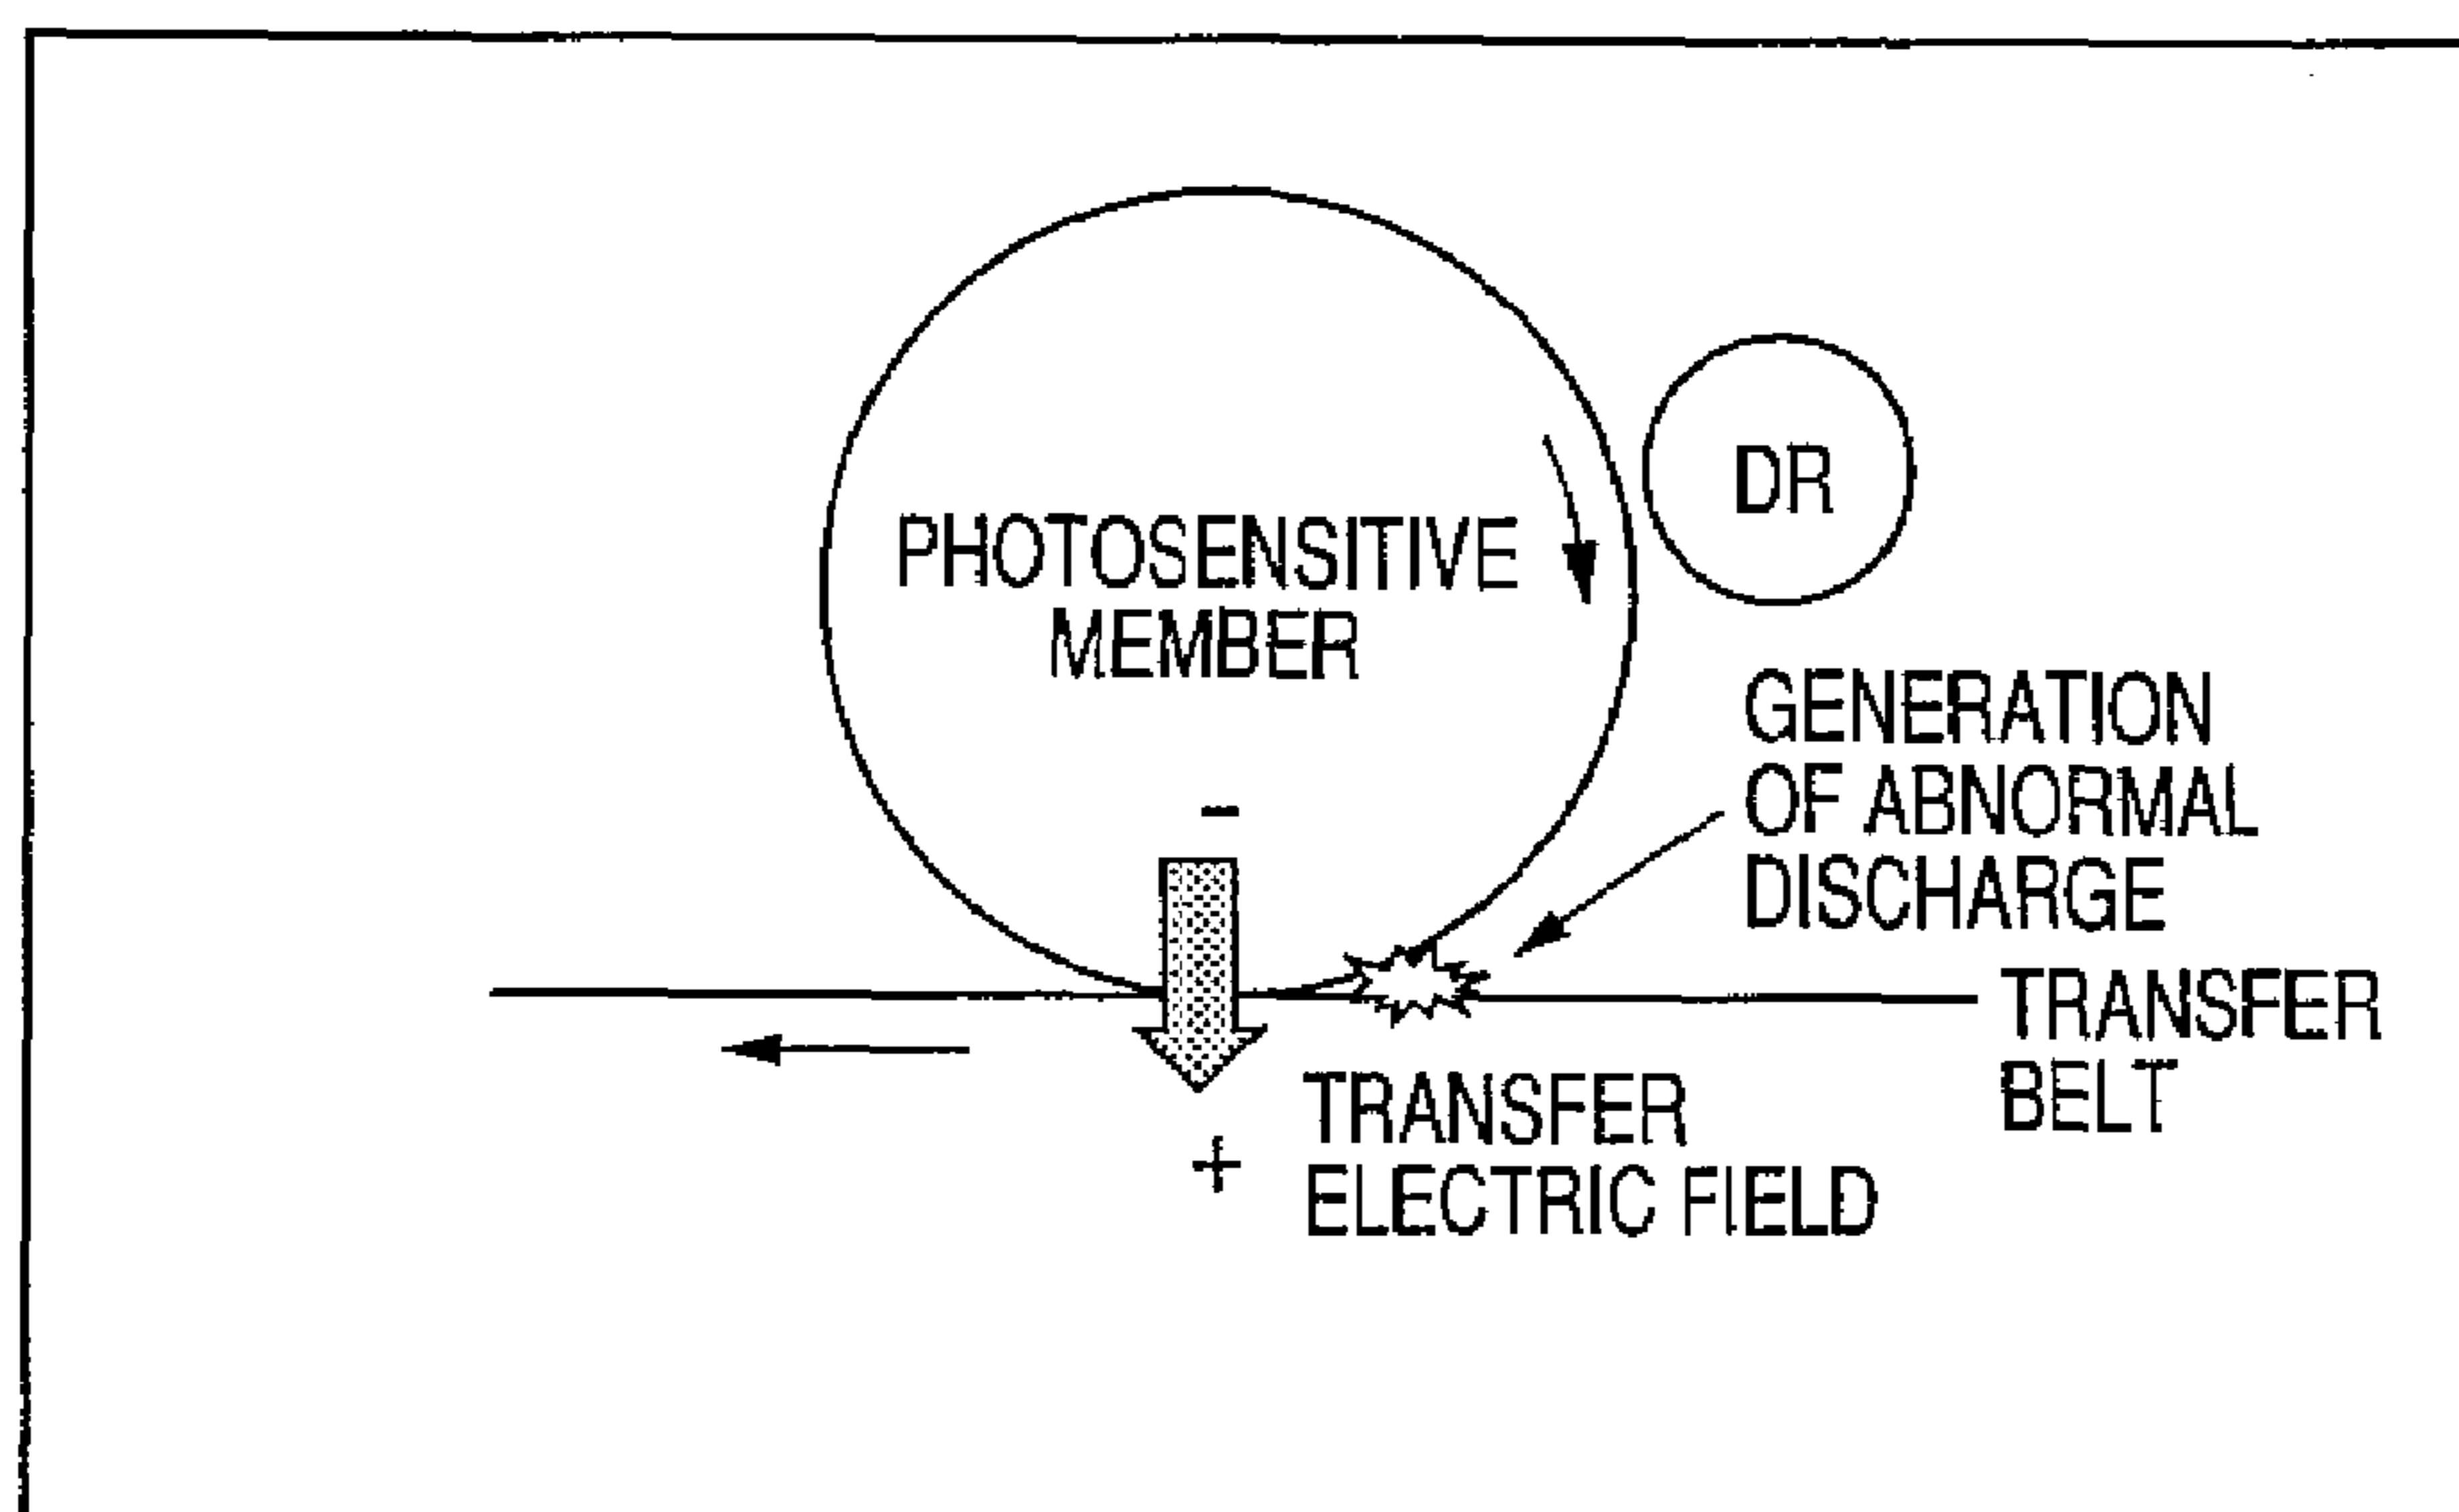 DR
PHOTOSENSITIVE
MEMBER
GENERATION
OF ABNORMAL
DISCHARGE
-
TRANSFER
BELT
TRANSFER
ELECTRIC FIELD
+